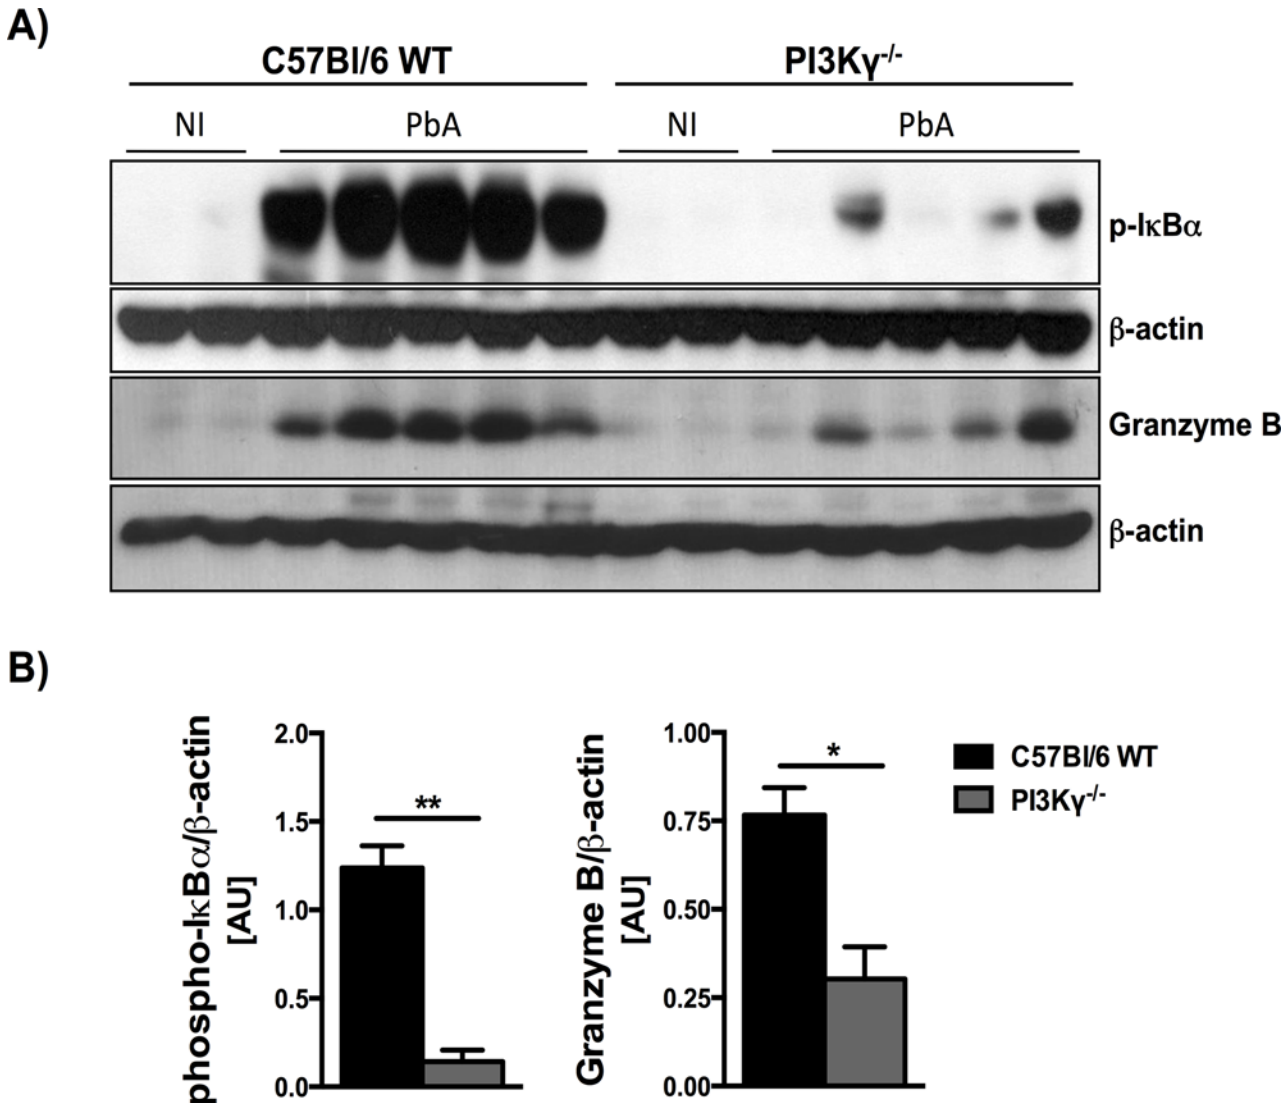 A)
C57Bl/6 WT PI3Kγ-/-
NI PbA NI PbA
p-IκBα
β-actin
Granzyme B
β-actin
B)
phospho-IκBα/β-actin
[AU]
2.0
1.5
1.0
0.5
0.0
**
Granzyme B/β-actin
[AU]
1.00
0.75
0.50
0.25
0.00
*
C57Bl/6 WT
PI3Kγ-/-